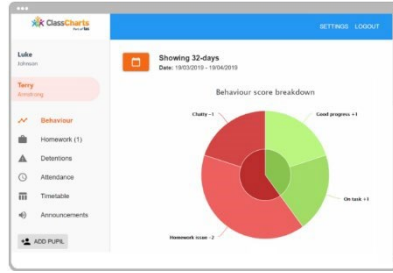 ClassCharts
SETTINGS LOGOUT
Luke
Johnson
Terry
Armstrong
Behaviour
Homework (1)
Detentions
Attendance
Timetable
Announcements
ADD PUPIL
Showing 32-days
Date: 19/03/2019 - 19/04/2019
Behaviour score breakdown
Chatty -1
Good progress +1
On task +1
Homework issue -2